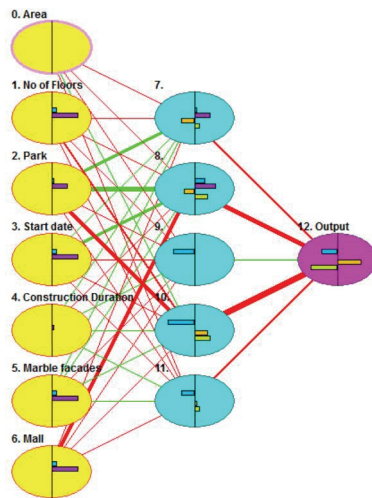 0. Area
1. No of Floors
7.
2. Park
8.
3. Start date
9.
12. Output
4. Construction Duration
10.
5. Marble facades
11.
6. Mall